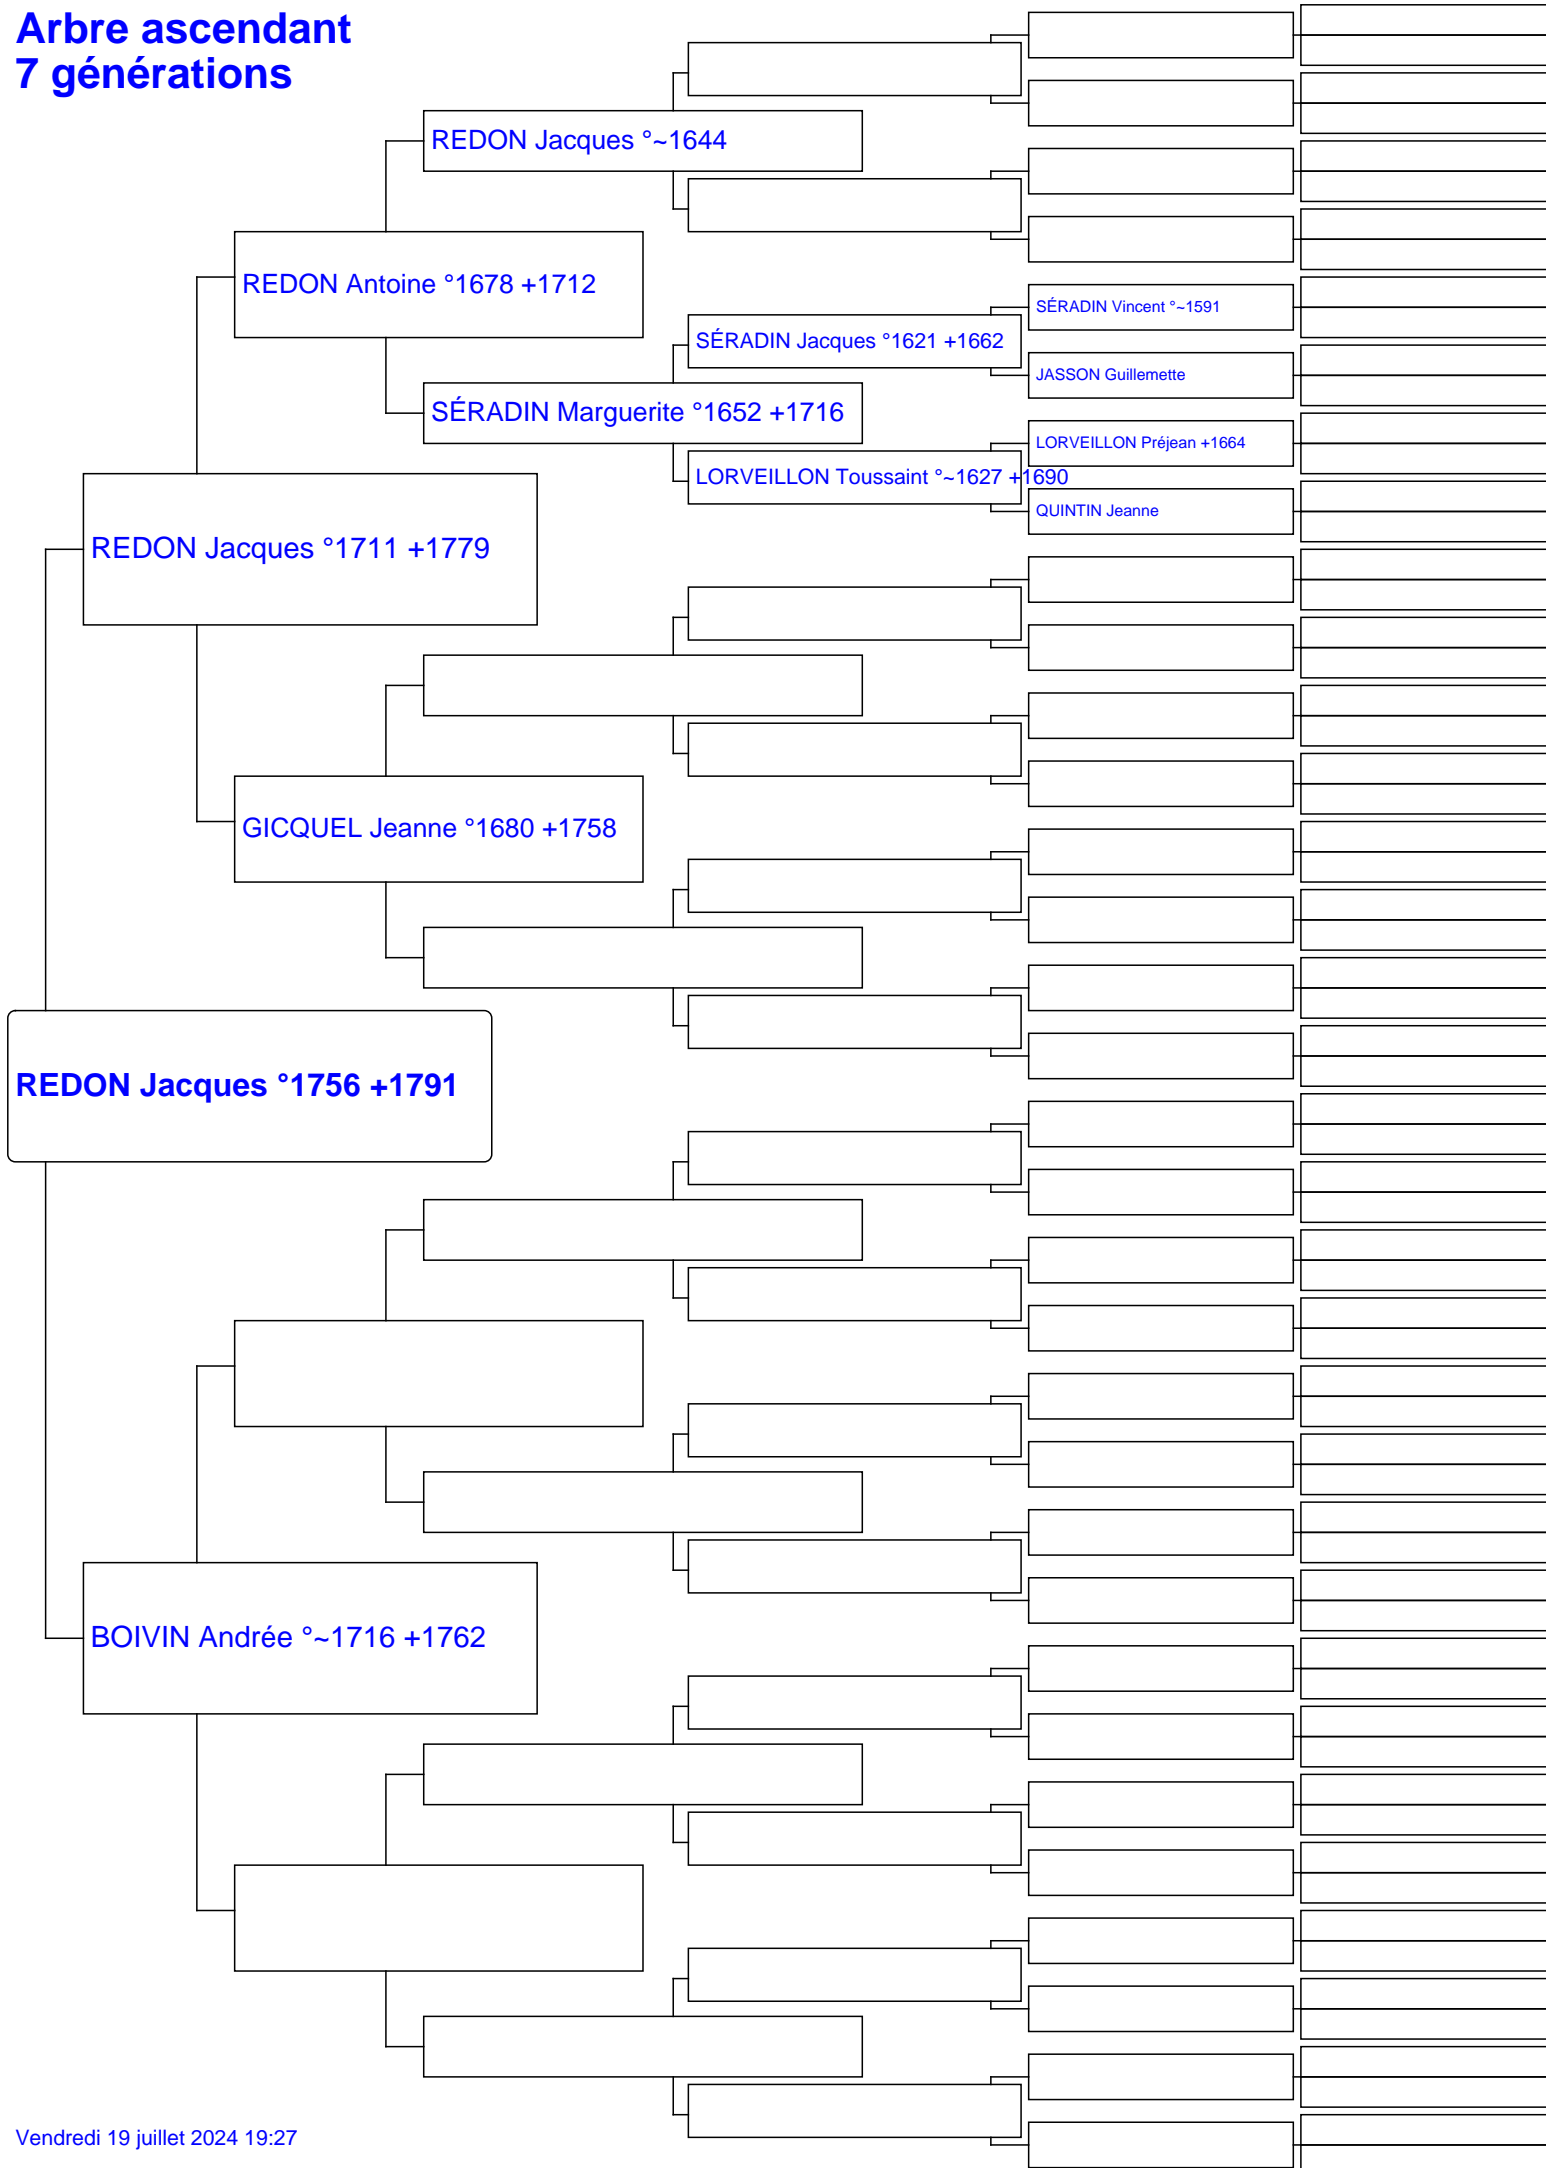 Arbre ascendant
7 générations
REDON Jacques °~1644
REDON Antoine °1678 +1712
SÉRADIN Vincent °~1591
SÉRADIN Jacques °1621 +1662
JASSON Guillemette
SÉRADIN Marguerite °1652 +1716
LORVEILLON Préjean +1664
LORVEILLON Toussaint °~1627 +1690
QUINTIN Jeanne
REDON Jacques °1711 +1779
GICQUEL Jeanne °1680 +1758
REDON Jacques °1756 +1791
BOIVIN Andrée °~1716 +1762
Vendredi 19 juillet 2024 19:27